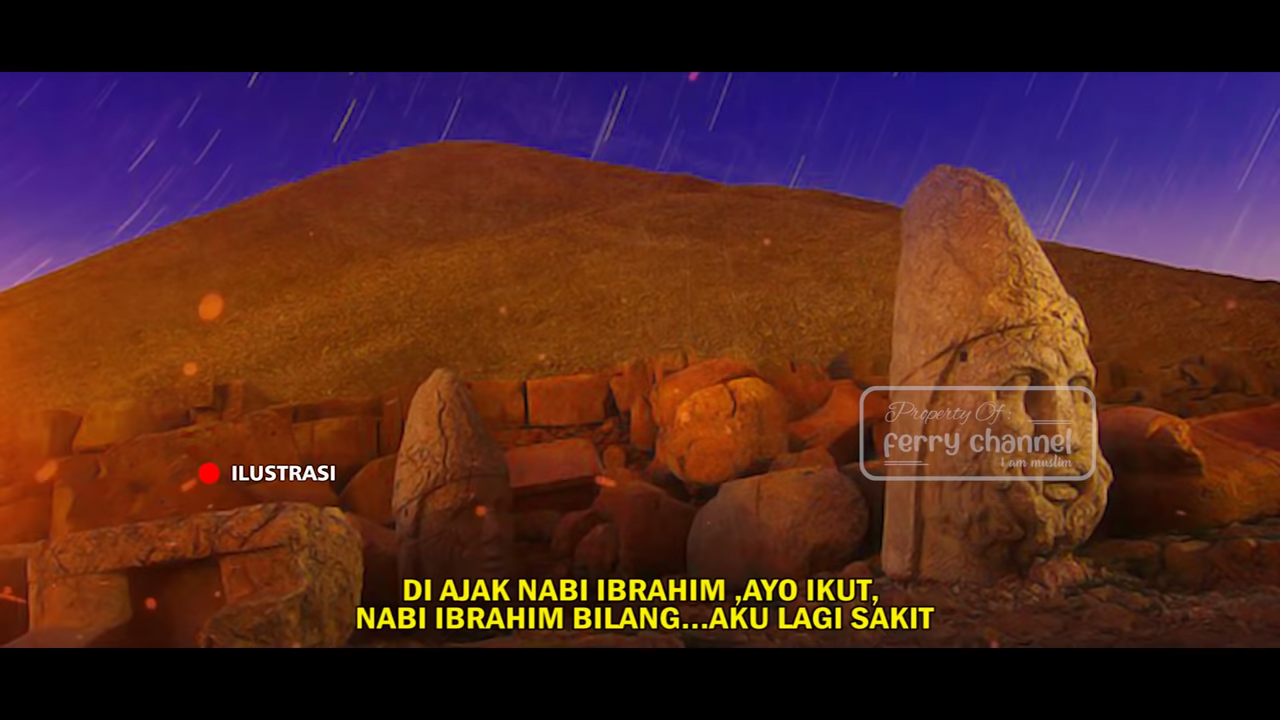 Property Of :
ferry channel
I am muslim
ILUSTRASI
DI AJAK NABI IBRAHIM ,AYO IKUT,
NABI IBRAHIM BILANG...AKU LAGI SAKIT